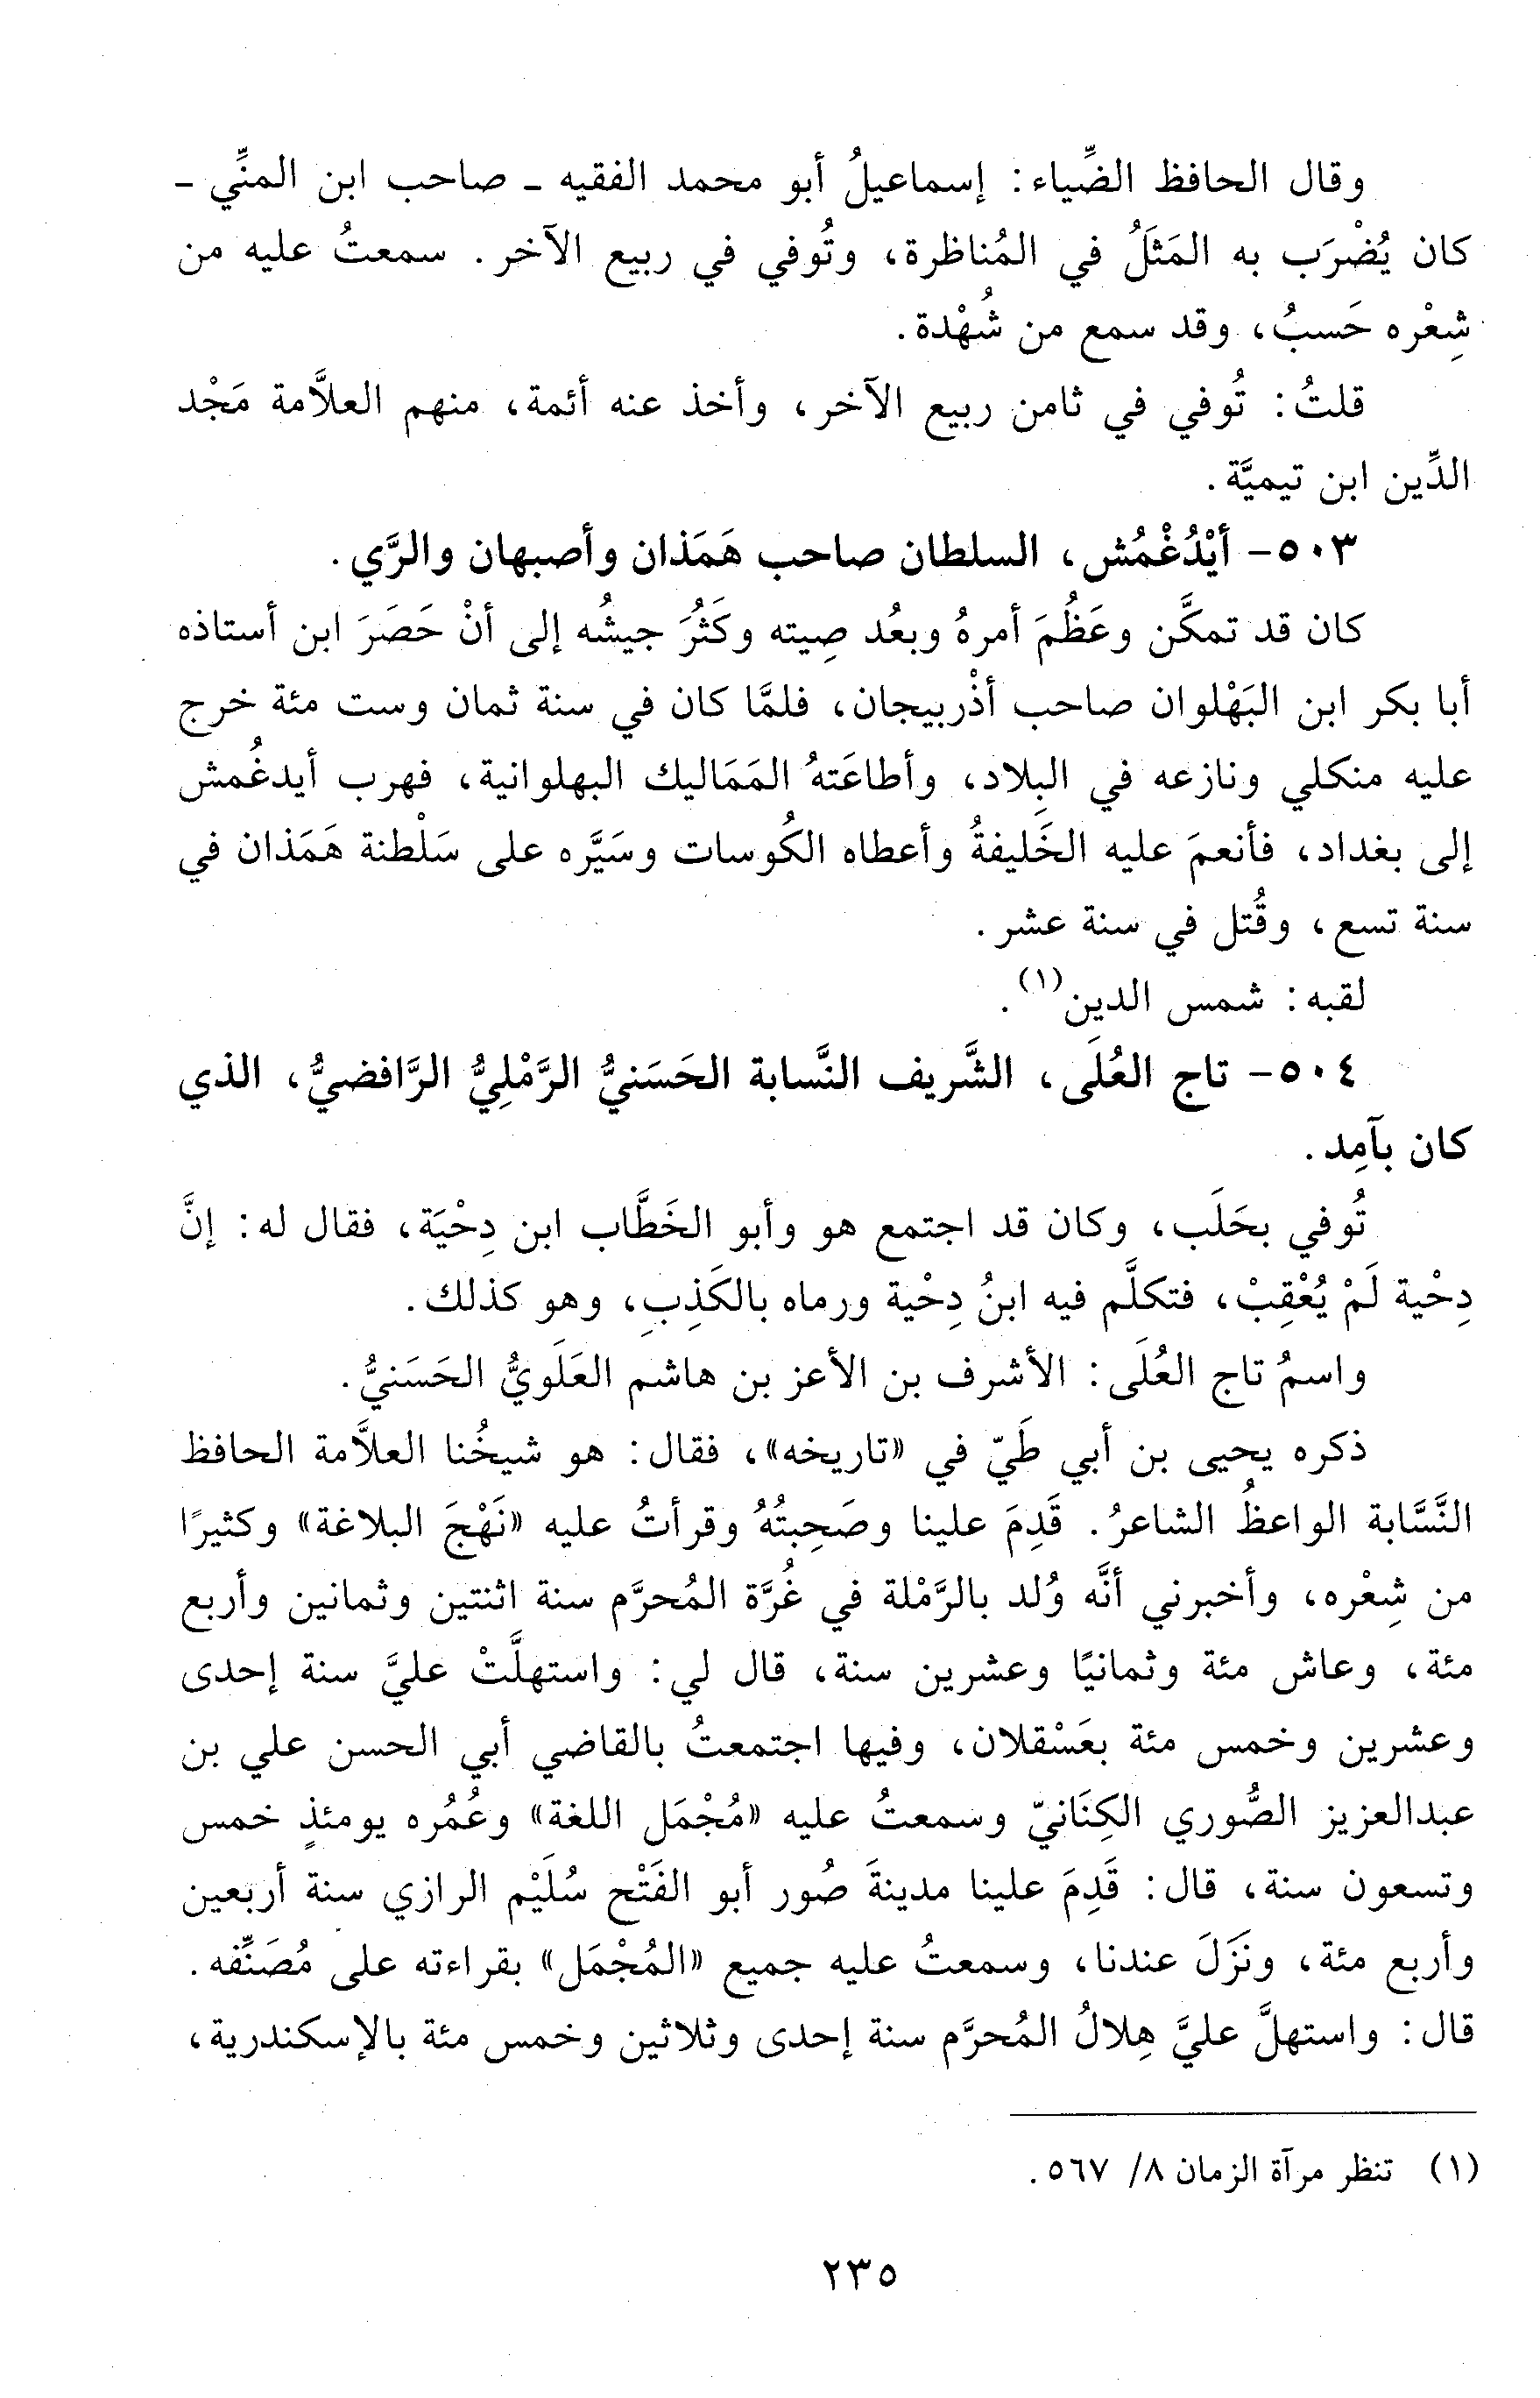 وقال الحافظ الضِّياء: إسماعيلُ أبو محمد الفقيه - صاحب ابن المنِّي -
كان يُضْرَب به المَثَلُ في المُناظرة، وتُوفي في ربيع الآخر. سمعتُ عليه من
شِعْره حَسبُ، وقد سمع من شُهْدة.
قلتُ: تُوفي في ثامن ربيع الآخر، وأخذ عنه أئمة، منهم العلاَّمة مَجْد
الدِّين ابن تيميَّة.
٥٠٣- أيْدُغْمُش، السلطان صاحب هَمَذان وأصبهان والرَّي.
كان قد تمكَّن وعَظُمَ أمرهُ وبعُد صِيته وكَثُرَ جيشُه إلى أنْ حَصَرَ ابن أستاذه
أبا بكر ابن البَهْلوان صاحب أذْربيجان، فلمَّا كان في سنة ثمان وست مئة خرج
عليه منكلي ونازعه في البِلاد، وأطاعَتهُ المَمَاليك البهلوانية، فهرب أيدغُمش
إلى بغداد، فأنعمَ عليه الخَليفةُ وأعطاه الكُوسات وسَيَّره على سَلْطنة هَمَذان في
سنة تسع، وقُتل في سنة عشر.
لقبه: شمس الدين(١).
٥٠٤- تاج العُلَى، الشَّريف النَّسابة الحَسَنيُّ الرَّمْلِيُّ الرَّافضيُّ، الذي
كان بآمِد.
تُوفي بحَلَب، وكان قد اجتمع هو وأبو الخَطَّاب ابن دِحْيَة، فقال له: إنَّ
دِحْية لَمْ يُعْقِبْ، فتكلَّم فيه ابنُ دِحْية ورماه بالكَذِبِ، وهو كذلك.
واسمُ تاج العُلَى: الأشرف بن الأعز بن هاشم العَلَويُّ الحَسَنيُّ.
ذكره يحيى بن أبي طَيّ في «تاريخه»، فقال: هو شيخُنا العلاَّمة الحافظ
النَّسَّابة الواعظُ الشاعرُ. قَدِمَ علينا وصَحِبتُهُ وقرأتُ عليه «نَهْجَ البلاغة» وكثيرًا
من شِعْره، وأخبرني أنَّه وُلد بالرَّمْلة في غُرَّة المُحرَّم سنة اثنتين وثمانين وأربع
مئة، وعاش مئة وثمانيًا وعشرين سنة، قال لي: واستهلَّتْ عليَّ سنة إحدى
وعشرين وخمس مئة بعَسْقلان، وفيها اجتمعتُ بالقاضي أبي الحسن علي بن
عبدالعزيز الصُّوري الكِنَانيّ وسمعتُ عليه «مُجْمَل اللغة» وعُمُره يومئذٍ خمس
وتسعون سنة، قال: قَدِمَ علينا مدينةَ صُور أبو الفَتْح سُلَيْم الرازي سنة أربعين
وأربع مئة، ونَزَلَ عندنا، وسمعتُ عليه جميع «المُجْمَل» بقراءته على مُصَنِّفه.
قال: واستهلَّ عليَّ هِلالُ المُحرَّم سنة إحدى وثلاثين وخمس مئة بالإسكندرية،
(١) تنظر مرآة الزمان ٨/ ٥٦٧.
٢٣٥